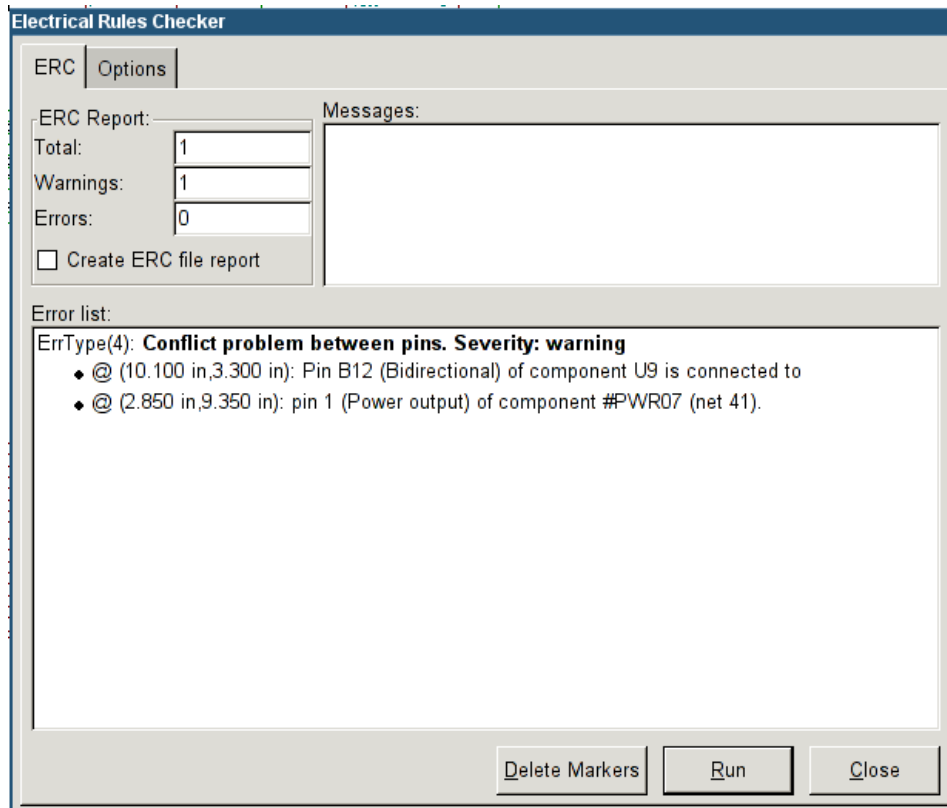 Electrical Rules Checker
ERC
Options
ERC Report:
Messages:
Total:
1
Warnings:
1
Errors:
0
Create ERC file report
Error list:
ErrType(4): Conflict problem between pins. Severity: warning
● @ (10.100 in,3.300 in): Pin B12 (Bidirectional) of component U9 is connected to
● @ (2.850 in,9.350 in): pin 1 (Power output) of component #PWR07 (net 41).
Delete Markers
Run
Close